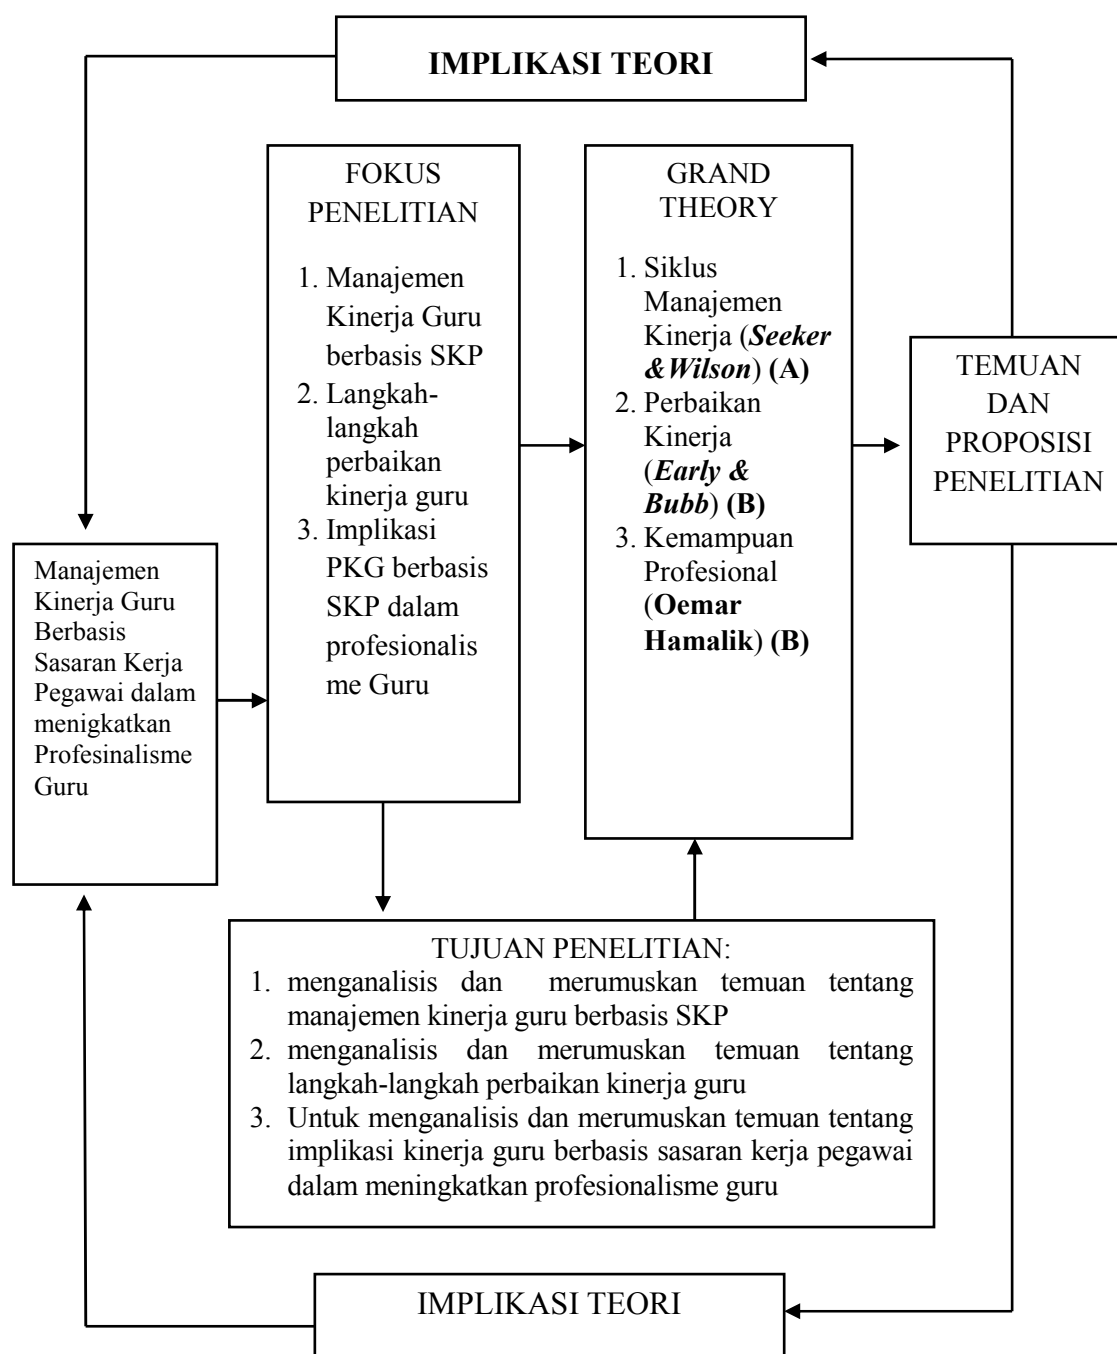 IMPLIKASI TEORI
FOKUS
PENELITIAN
1. Manajemen
Kinerja Guru
berbasis SKP
2. Langkah-
langkah
perbaikan
kinerja guru
3. Implikasi
PKG berbasis
SKP dalam
profesionalis
me Guru
GRAND
THEORY
1. Siklus
Manajemen
Kinerja (Seeker
&Wilson) (A)
2. Perbaikan
Kinerja
(Early &
Bubb) (B)
3. Kemampuan
Profesional
(Oemar
Hamalik) (B)
TEMUAN
DAN
PROPOSISI
PENELITIAN
Manajemen
Kinerja Guru
Berbasis
Sasaran Kerja
Pegawai dalam
menigkatkan
Profesinalisme
Guru
TUJUAN PENELITIAN:
1. menganalisis dan merumuskan temuan tentang
manajemen kinerja guru berbasis SKP
2. menganalisis dan merumuskan temuan tentang
langkah-langkah perbaikan kinerja guru
3. Untuk menganalisis dan merumuskan temuan tentang
implikasi kinerja guru berbasis sasaran kerja pegawai
dalam meningkatkan profesionalisme guru
IMPLIKASI TEORI